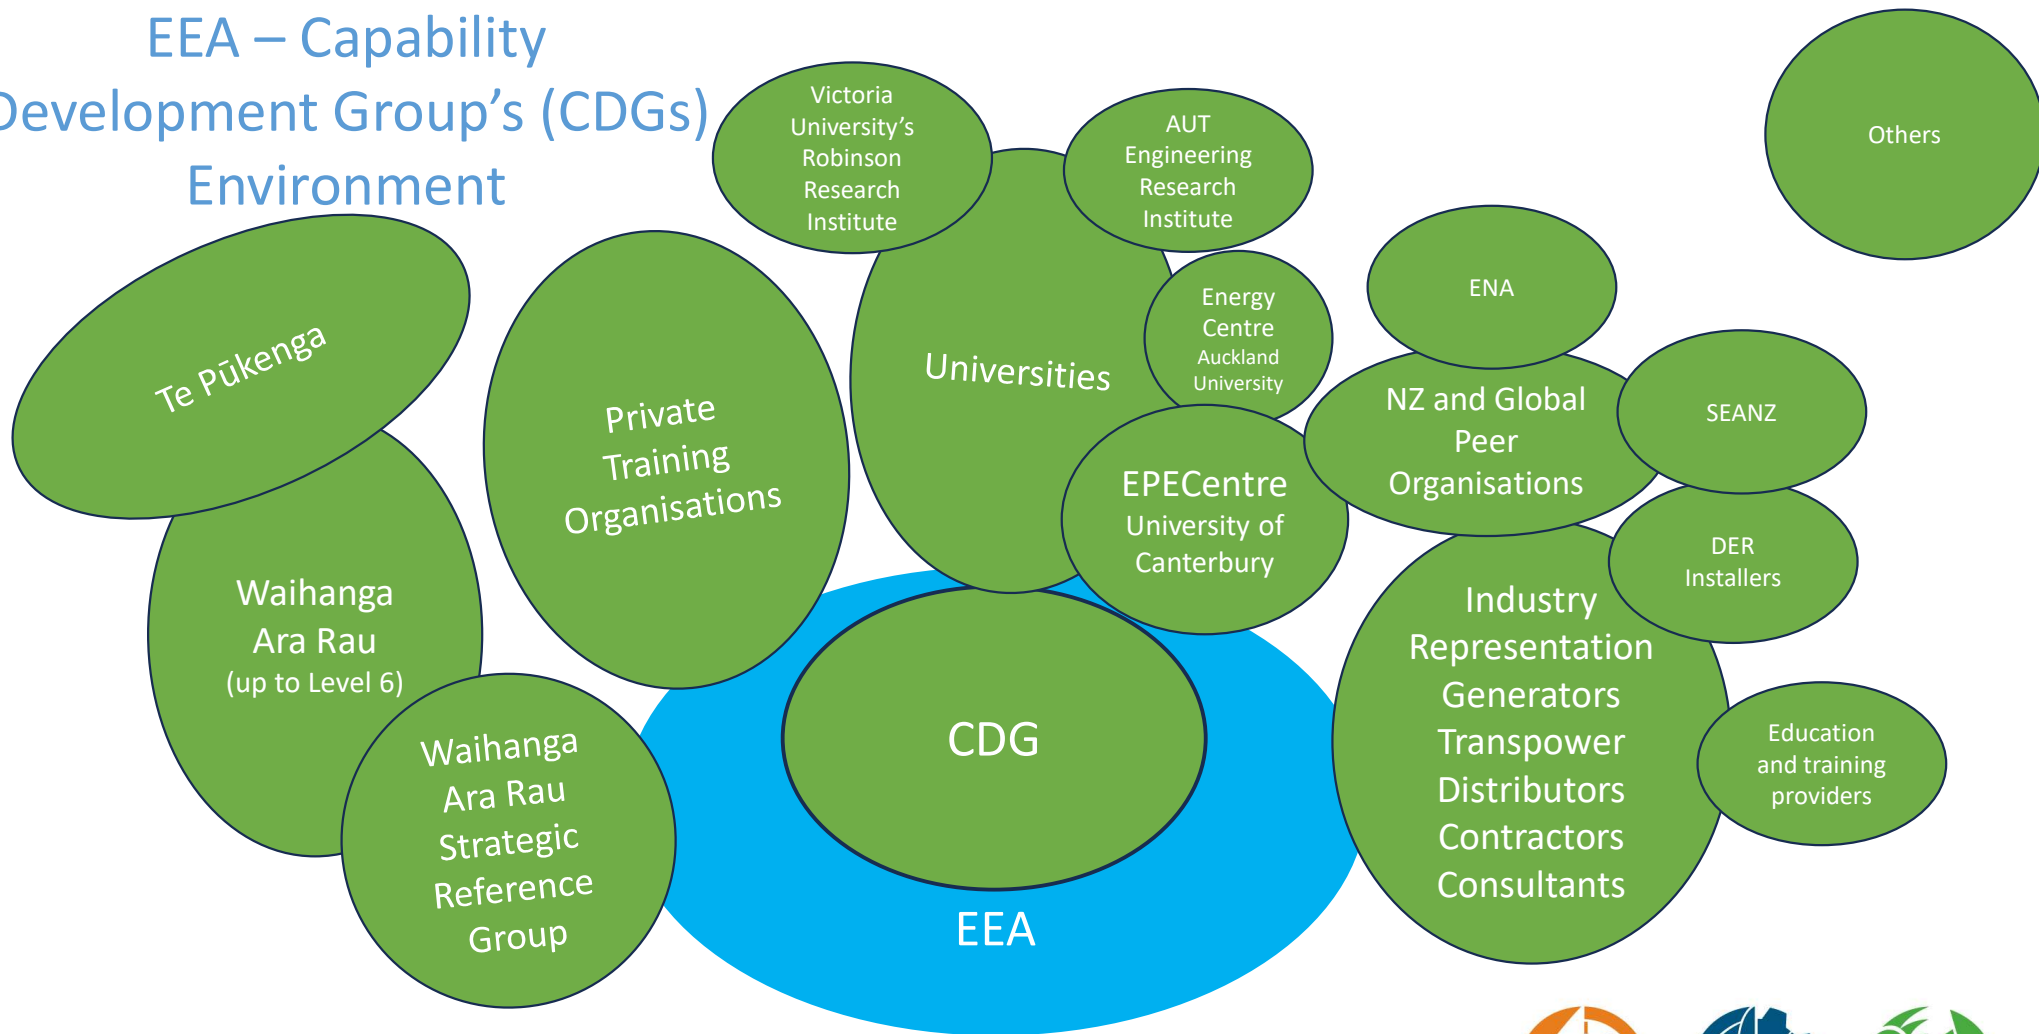 EEA – Capability
Development Group's (CDGs)
Environment
Victoria
University's
Robinson
Research
Institute
AUT
Engineering
Research
Institute
Others
Te Pūkenga
Private
Training
Organisations
Universities
Energy
Centre
Auckland
University
ENA
NZ and Global
Peer
Organisations
SEANZ
EPECentre
University of
Canterbury
DER
Installers
Waihanga
Ara Rau
(up to Level 6)
Industry
Representation
Generators
Transpower
Distributors
Contractors
Consultants
Education
and training
providers
Waihanga
Ara Rau
Strategic
Reference
Group
CDG
EEA